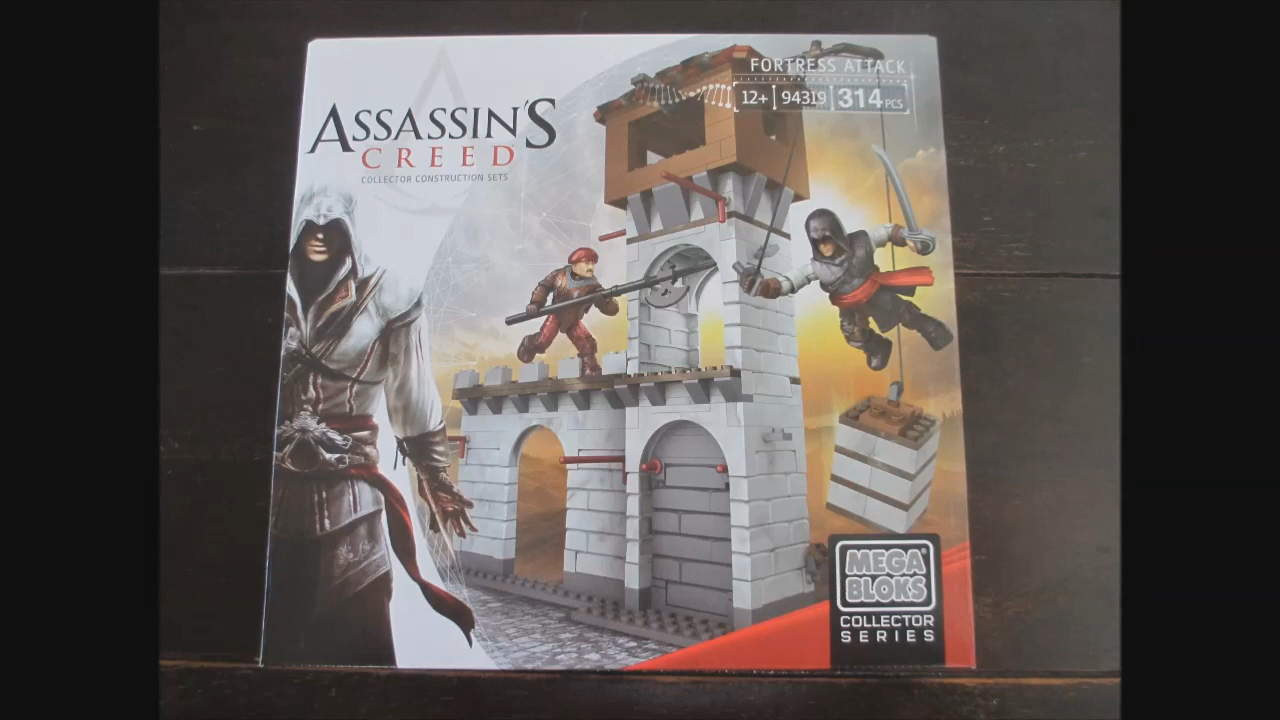 FORTRESS ATTACK
12+ 94319 314 PCS
ASSASSIN'S
CREED
COLLECTOR CONSTRUCTION SETS
MEGA
BLOKS
COLLECTOR
SERIES